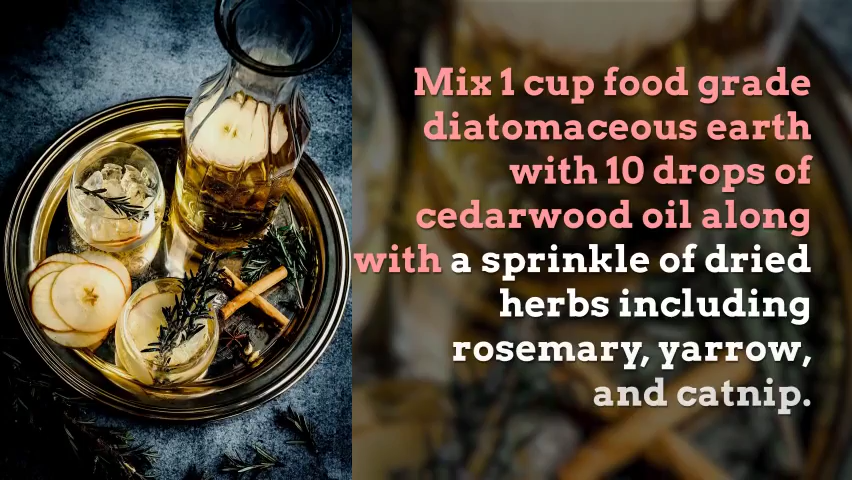 Mix 1 cup food grade
diatomaceous earth
with 10 drops of
cedarwood oil along
with a sprinkle of dried
herbs including
rosemary, yarrow,
and catnip.